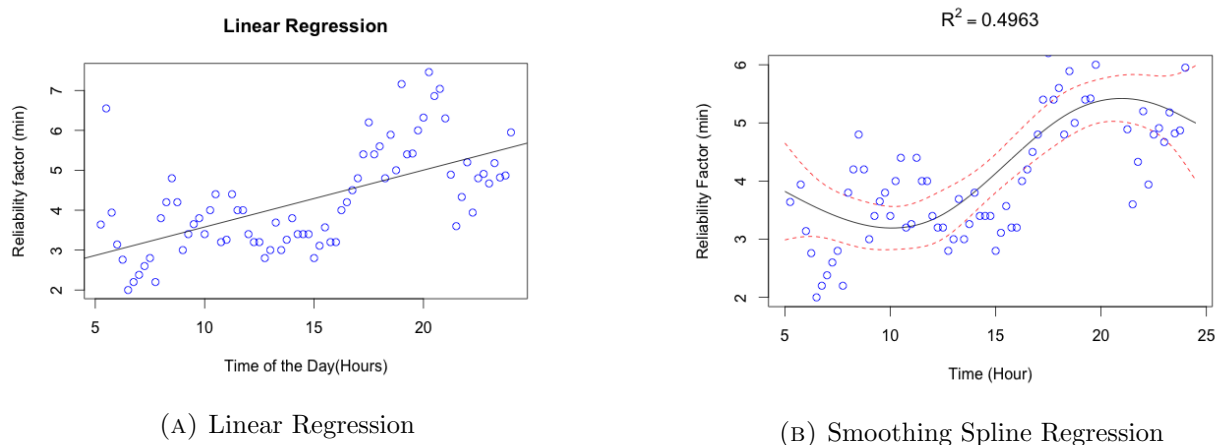 Linear Regression
Reliability factor (min)
7
6
5
4
3
2
5 10 15 20
Time of the Day(Hours)
(A) Linear Regression
R² = 0.4963
Reliability Factor (min)
6
5
4
3
2
5 10 15 20 25
Time (Hour)
(B) Smoothing Spline Regression